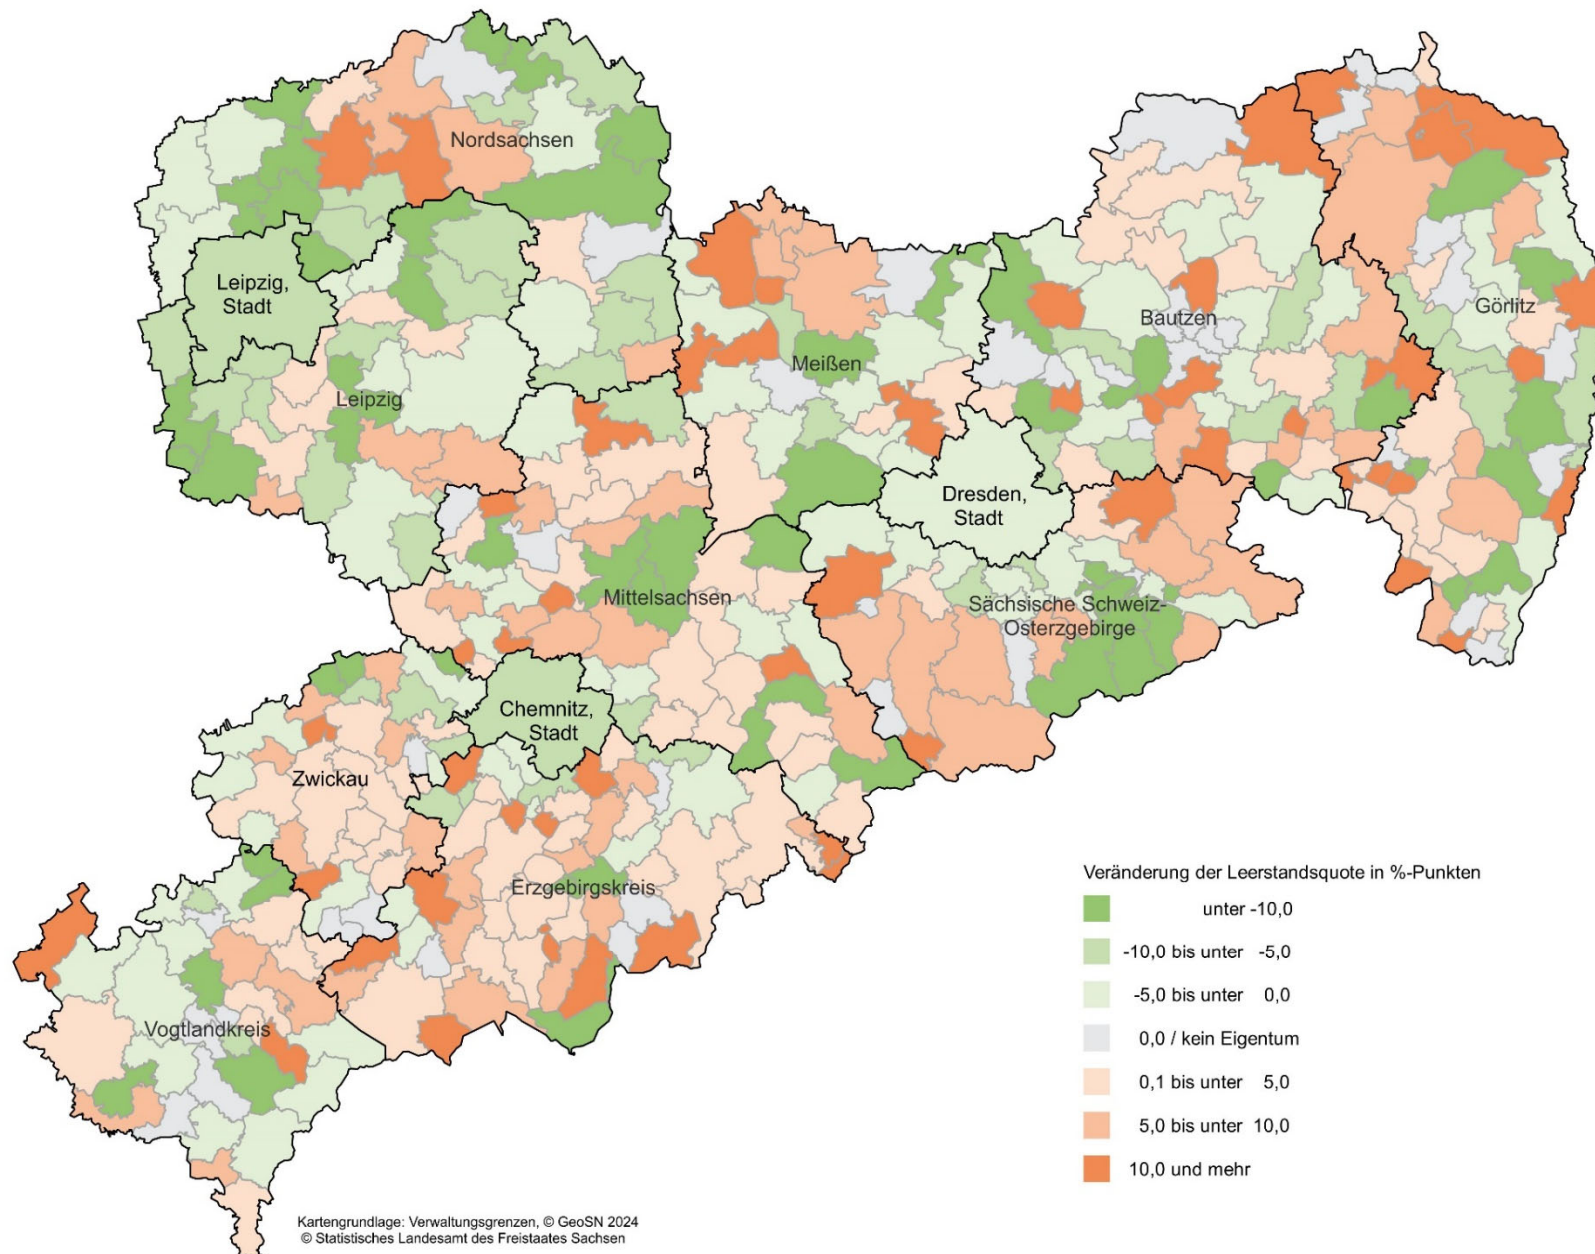 Nordsachsen
Leipzig,
Stadt
Görlitz
Bautzen
Meißen
Leipzig
Dresden,
Stadt
Mittelsachsen
Sächsische Schweiz-
Osterzgebirge
Chemnitz,
Stadt
Zwickau
Erzgebirgskreis
Vogtlandkreis
Veränderung der Leerstandsquote in %-Punkten
unter -10,0
-10,0 bis unter -5,0
-5,0 bis unter 0,0
0,0 / kein Eigentum
0,1 bis unter 5,0
5,0 bis unter 10,0
10,0 und mehr
Kartengrundlage: Verwaltungsgrenzen, © GeoSN 2024
© Statistisches Landesamt des Freistaates Sachsen